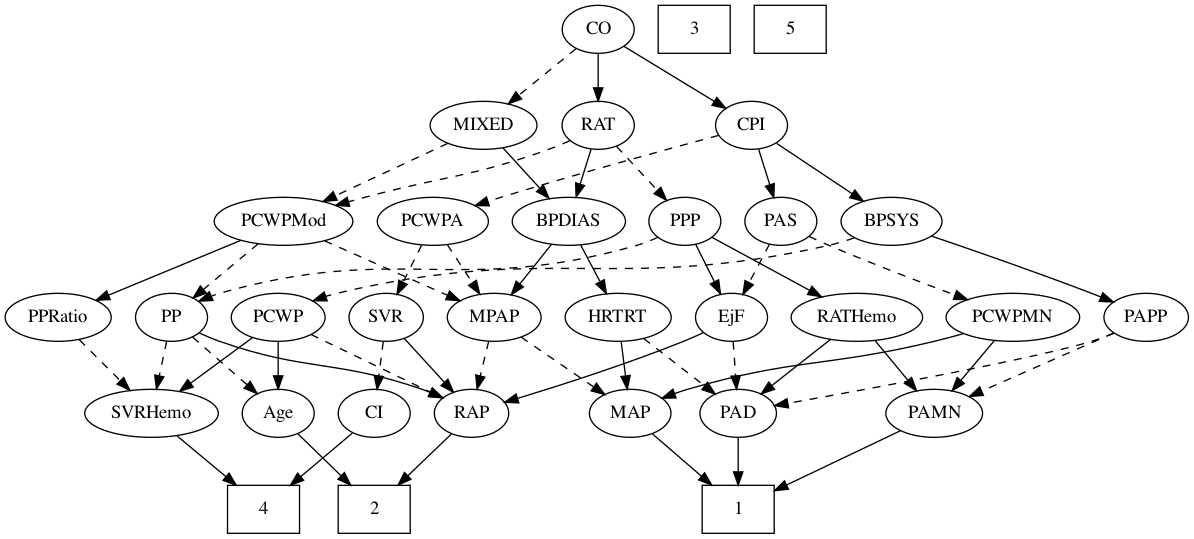 CO
3
5
MIXED
RAT
CPI
PCWPMod
PCWPA
BPDIAS
PPP
PAS
BPSYS
PPRatio
PP
PCWP
SVR
MPAP
HRTRT
EjF
RATHemo
PCWPMN
PAPP
SVRHemo
Age
CI
RAP
MAP
PAD
PAMN
4
2
1